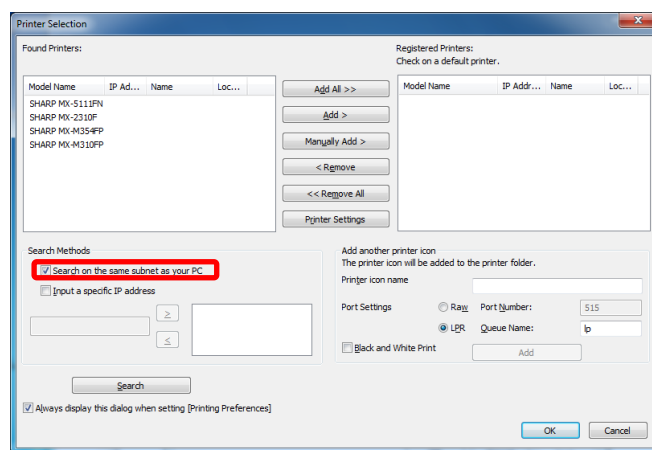 Printer Selection
Found Printers:
Registered Printers:
Check on a default printer.
Model Name IP Ad... Name Loc...
SHARP MX-5111FN
SHARP MX-2310F
SHARP MX-M354FP
SHARP MX-M310FP
Add All >>
Add >
Manually Add >
< Remove
<< Remove All
Printer Settings
Model Name IP Addr... Name Loc...
Search Methods
Search on the same subnet as your PC
Input a specific IP address
≥
≤
Search
Always display this dialog when setting [Printing Preferences]
Add another printer icon
The printer icon will be added to the printer folder.
Printer icon name
Port Settings Raw Port Number: 515
LPR Queue Name: lp
Black and White Print Add
OK Cancel